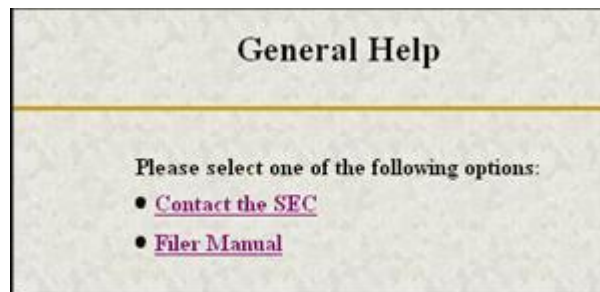 General Help
Please select one of the following options:
• Contact the SEC
• Filer Manual